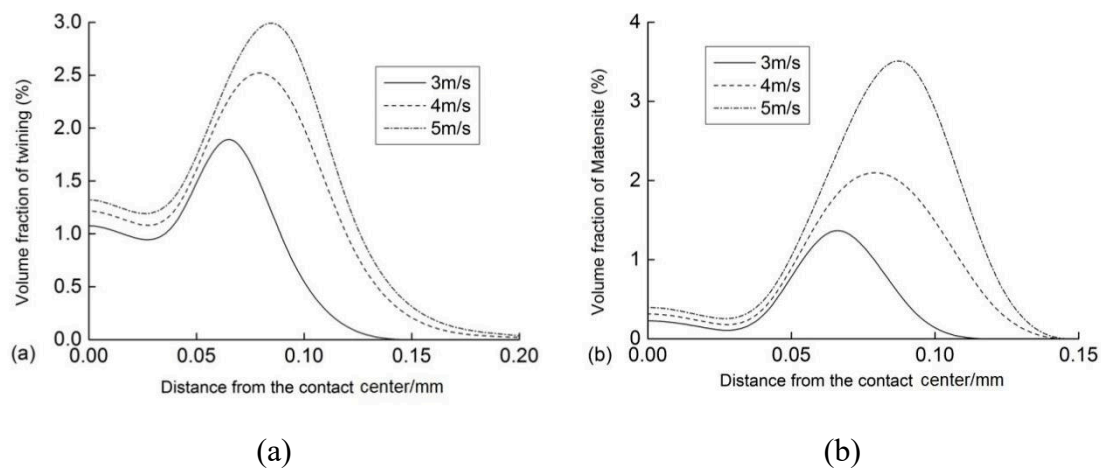 3.0
2.5
2.0
1.5
1.0
0.5
0.0
Volume fraction of twining (%)
3m/s
4m/s
5m/s
(a)
0.00
0.05
0.10
0.15
0.20
Distance from the contact center/mm
(a)
4
3
2
1
0
Volume fraction of Matensite (%)
3m/s
4m/s
5m/s
(b)
0.00
0.05
0.10
0.15
Distance from the contact center/mm
(b)